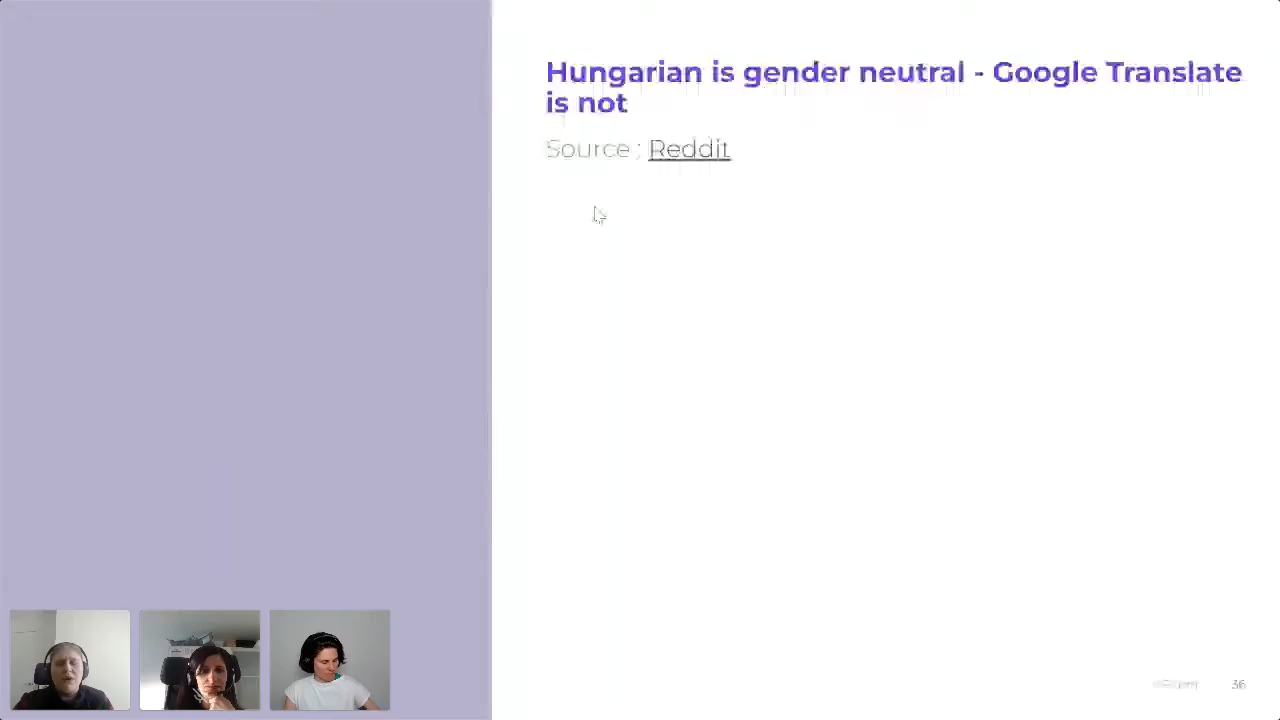 Hungarian is gender neutral - Google Translate
is not
Source : Reddit
36